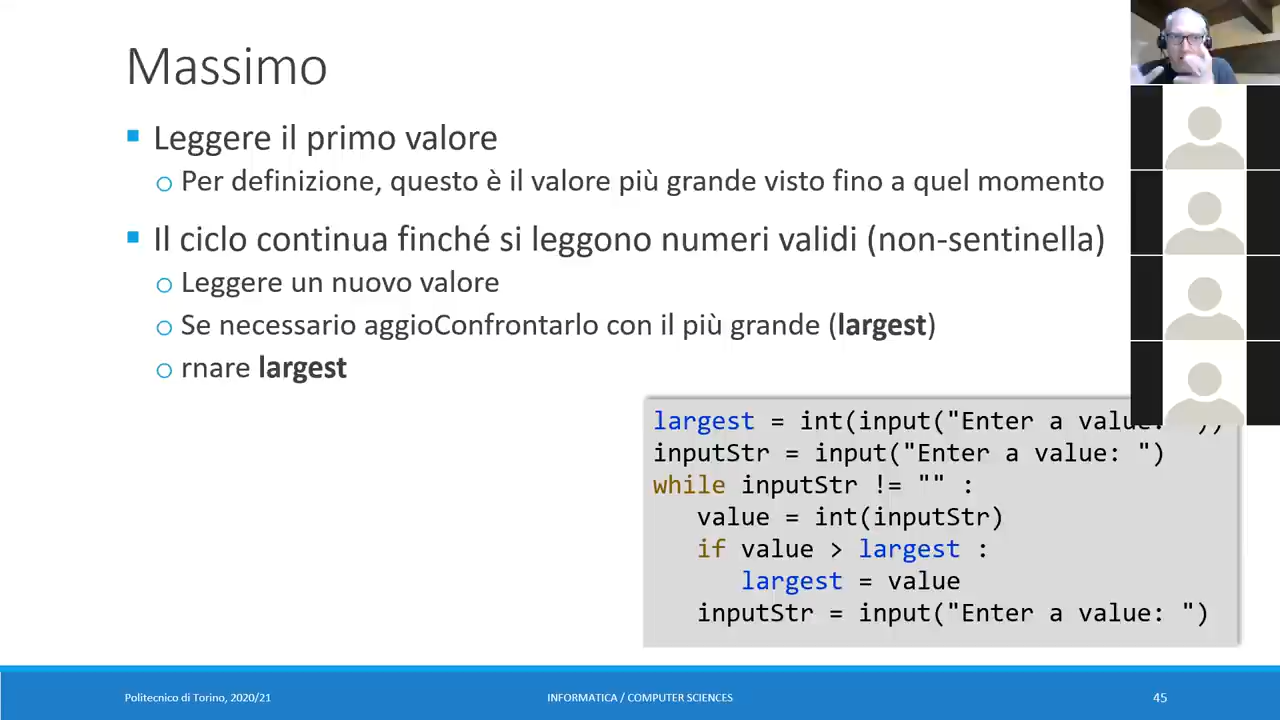 Massimo
Leggere il primo valore
Per definizione, questo è il valore più grande visto fino a quel momento
Il ciclo continua finché si leggono numeri validi (non-sentinella)
Leggere un nuovo valore
Se necessario aggioConfrontarlo con il più grande (largest)
rnare largest
largest = int(input("Enter a value: "))
inputStr = input("Enter a value: ")
while inputStr != "" :
value = int(inputStr)
if value > largest :
largest = value
inputStr = input("Enter a value: ")
Politecnico di Torino, 2020/21
INFORMATICA / COMPUTER SCIENCES
45